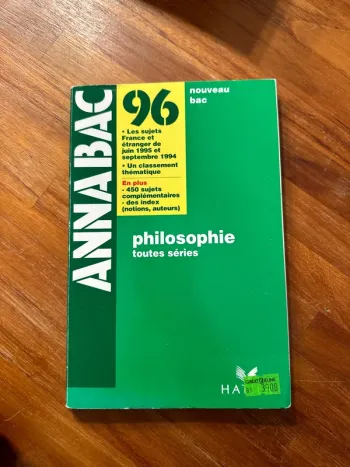 ANNABAC
96
• Les sujets
France et
étranger de
juin 1995 et
septembre 1994
• Un classement
thématique
En plus
- 450 sujets
complémentaires
- des index
(notions, auteurs)
nouveau
bac
philosophie
toutes séries